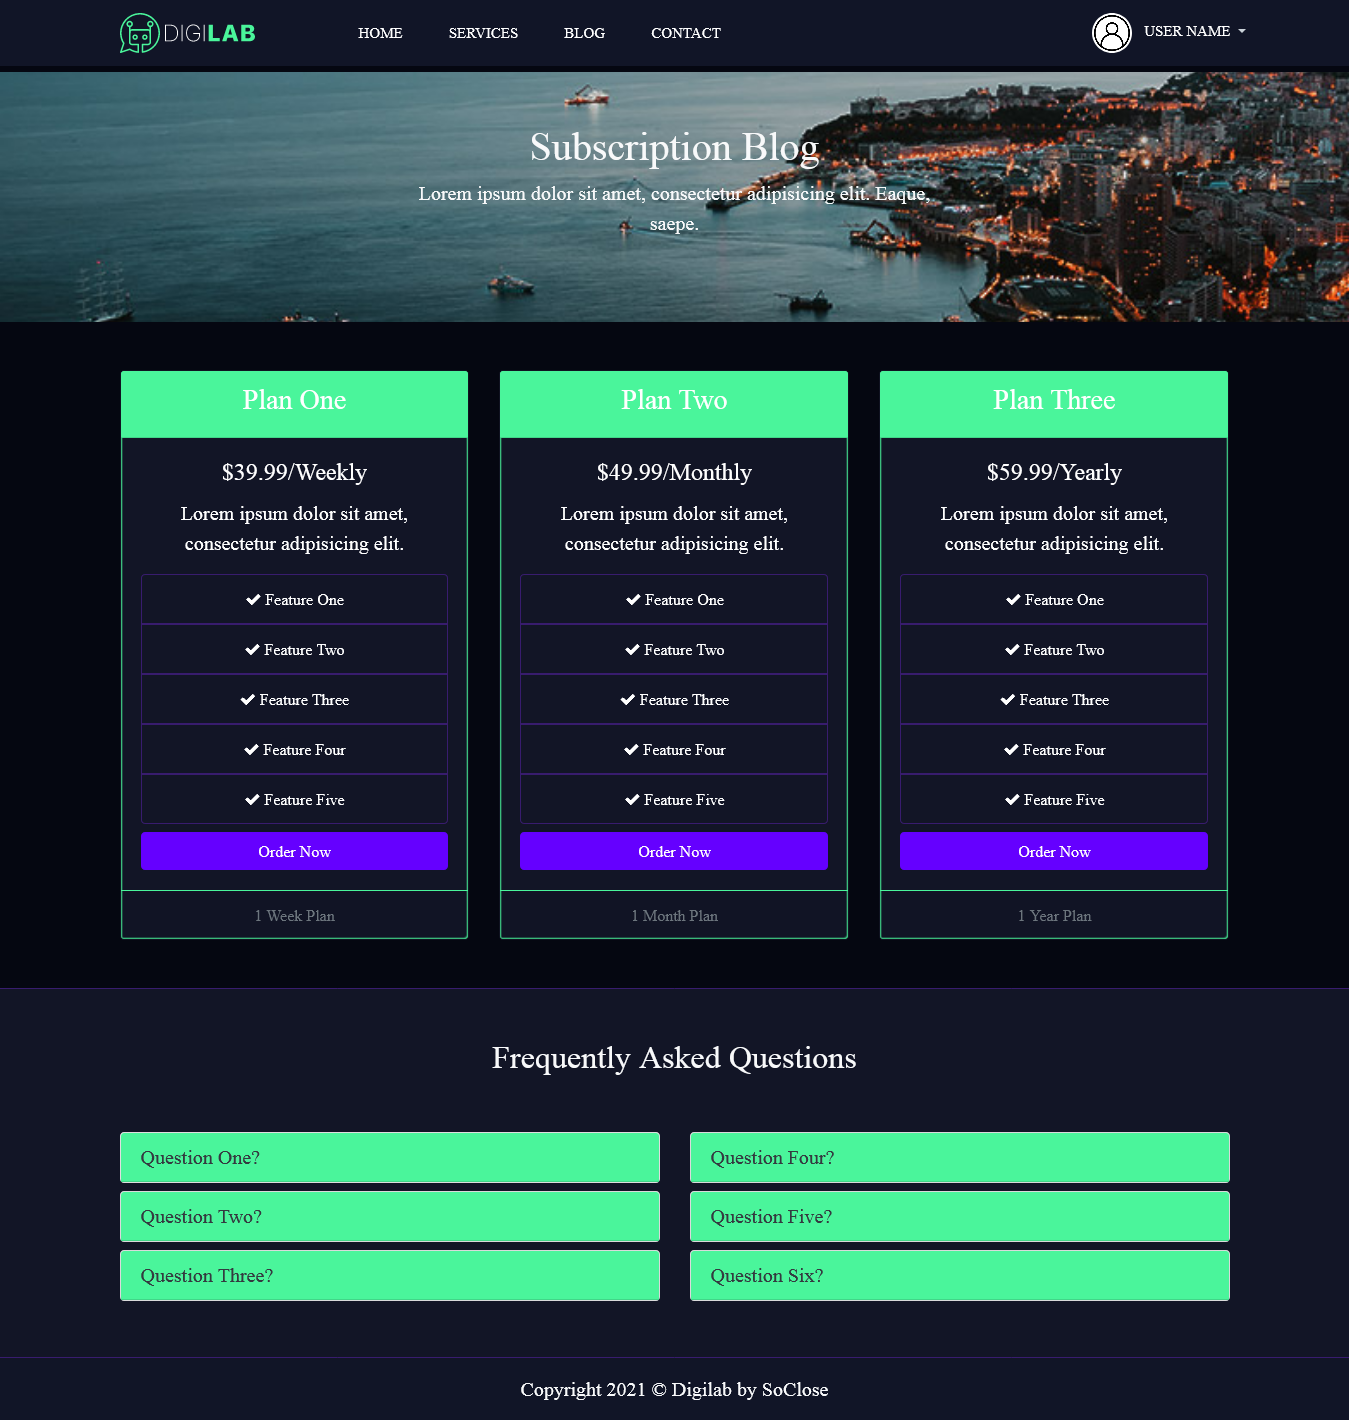 DIGILAB
HOME
SERVICES
BLOG
CONTACT
USER NAME
Subscription Blog
Lorem ipsum dolor sit amet, consectetur adipisicing elit. Eaque,
saepe.
Plan One
$39.99/Weekly
Lorem ipsum dolor sit amet,
consectetur adipisicing elit.
Feature One
Feature Two
Feature Three
Feature Four
Feature Five
Order Now
1 Week Plan
Plan Two
$49.99/Monthly
Lorem ipsum dolor sit amet,
consectetur adipisicing elit.
Feature One
Feature Two
Feature Three
Feature Four
Feature Five
Order Now
1 Month Plan
Plan Three
$59.99/Yearly
Lorem ipsum dolor sit amet,
consectetur adipisicing elit.
Feature One
Feature Two
Feature Three
Feature Four
Feature Five
Order Now
1 Year Plan
Frequently Asked Questions
Question One?
Question Two?
Question Three?
Question Four?
Question Five?
Question Six?
Copyright 2021 © Digilab by SoClose